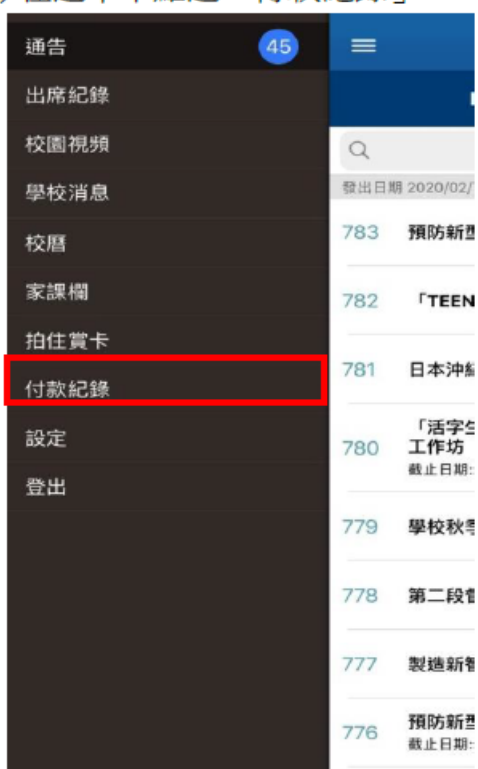 通告 45
出席紀錄
校園視頻
學校消息
校曆
家課欄
拍住賞卡
付款紀錄
設定
登出
發出日期 2020/02/
783 預防新型
782 「TEEN
781 日本沖
780 「活字
工作坊
截止日期:
779 學校秋季
778 第二段
777 製造新
776 預防新型
截止日期: